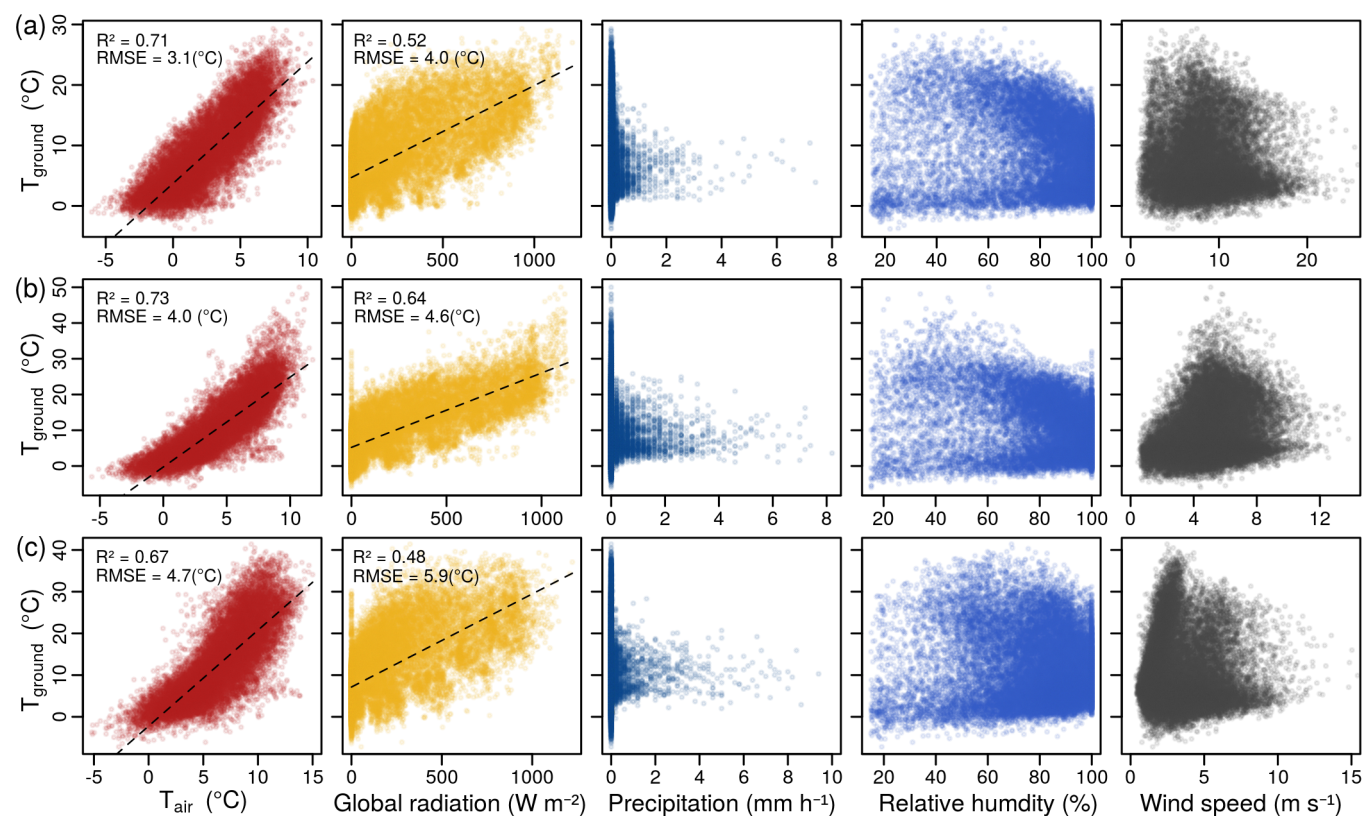 (a)
T ground (°C)
0 10 20 30
R² = 0.71
RMSE = 3.1(°C)
-5 0 5 10
R² = 0.52
RMSE = 4.0 (°C)
0 500 1000
0 2 4 6 8
20 40 60 80 100
0 10 20
(b)
T ground (°C)
0 10 20 30 40 50
R² = 0.73
RMSE = 4.0 (°C)
-5 0 5 10
R² = 0.64
RMSE = 4.6(°C)
0 500 1000
0 2 4 6 8
20 40 60 80 100
0 4 8 12
(c)
T ground (°C)
0 10 20 30 40
R² = 0.67
RMSE = 4.7(°C)
-5 0 5 10 15
R² = 0.48
RMSE = 5.9(°C)
0 500 1000
0 2 4 6 8 10
20 40 60 80 100
0 5 10 15
T air (°C)
Global radiation (W m⁻²)
Precipitation (mm h⁻¹)
Relative humdity (%)
Wind speed (m s⁻¹)